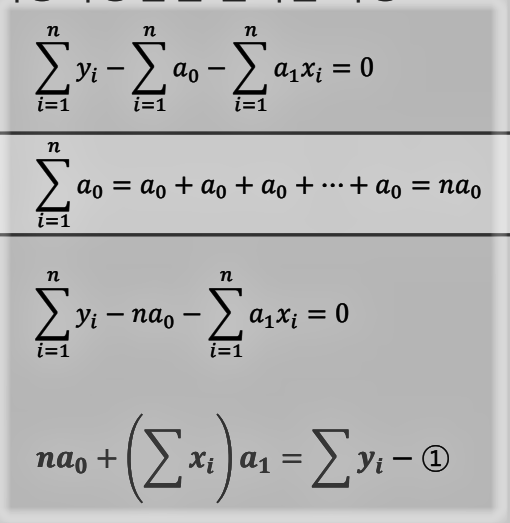 ∑_{i=1}^{n} y_i − ∑_{i=1}^{n} a_0 − ∑_{i=1}^{n} a_1 x_i = 0
∑_{i=1}^{n} a_0 = a_0 + a_0 + a_0 + ⋯ + a_0 = na_0
∑_{i=1}^{n} y_i − na_0 − ∑_{i=1}^{n} a_1 x_i = 0
na_0 + (∑ x_i) a_1 = ∑ y_i − ①